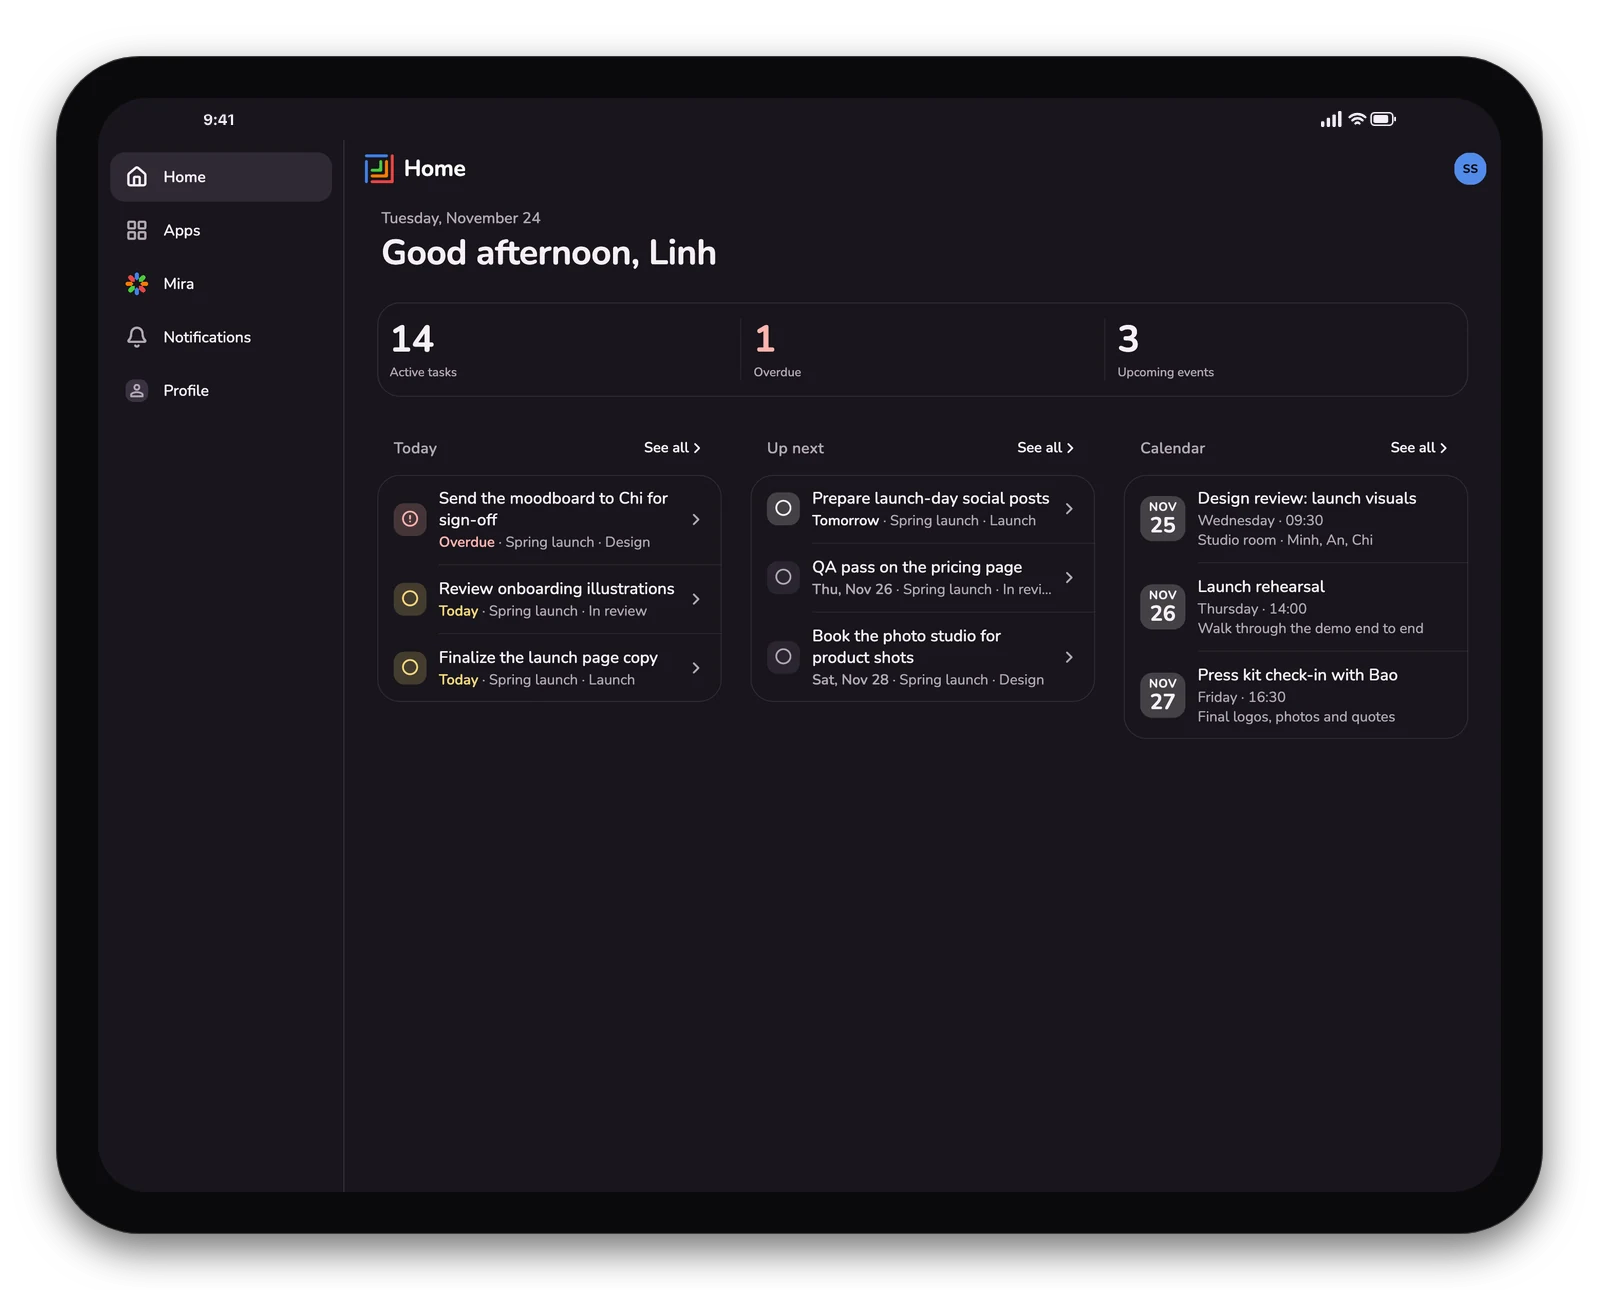 9:41
Home
Apps
Mira
Notifications
Profile
Home
SS
Tuesday, November 24
Good afternoon, Linh
14
Active tasks
1
Overdue
3
Upcoming events
Today
See all
Send the moodboard to Chi for
sign-off
Overdue · Spring launch · Design
Review onboarding illustrations
Today · Spring launch · In review
Finalize the launch page copy
Today · Spring launch · Launch
Up next
See all
Prepare launch-day social posts
Tomorrow · Spring launch · Launch
QA pass on the pricing page
Thu, Nov 26 · Spring launch · In revi...
Book the photo studio for
product shots
Sat, Nov 28 · Spring launch · Design
Calendar
See all
NOV
25
Design review: launch visuals
Wednesday · 09:30
Studio room · Minh, An, Chi
NOV
26
Launch rehearsal
Thursday · 14:00
Walk through the demo end to end
NOV
27
Press kit check-in with Bao
Friday · 16:30
Final logos, photos and quotes